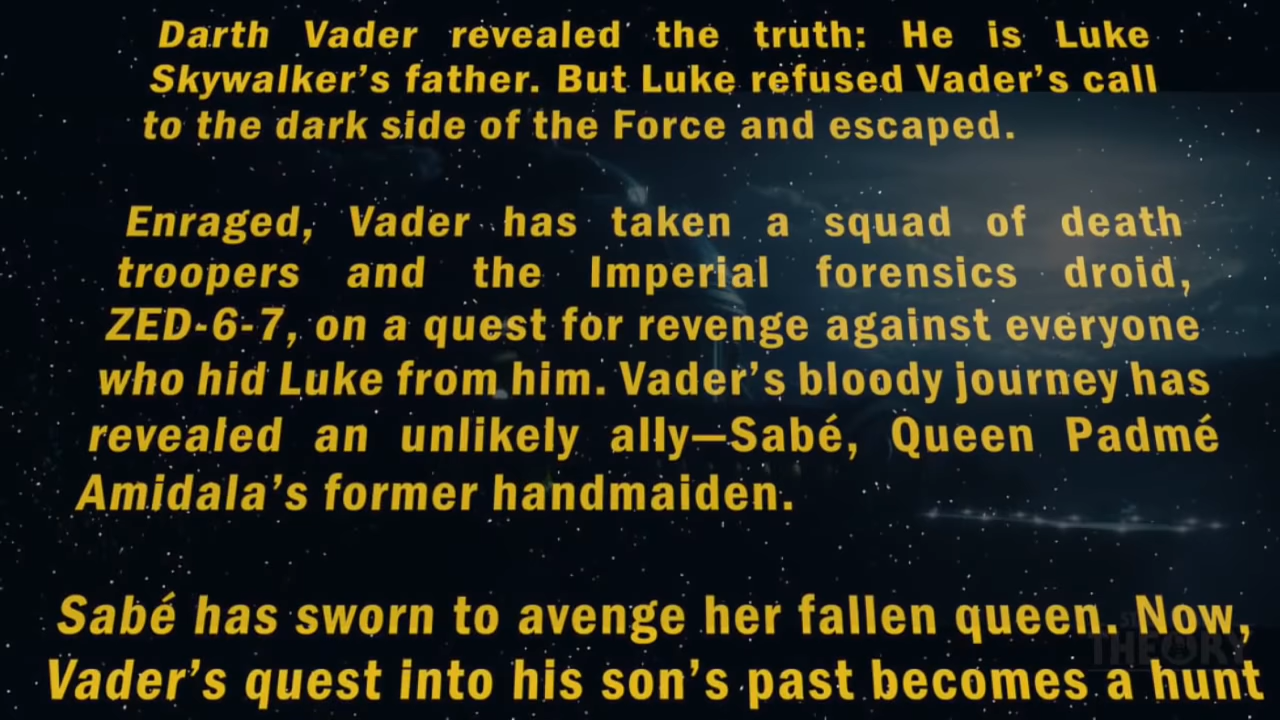 Darth Vader revealed the truth: He is Luke
Skywalker’s father. But Luke refused Vader’s call
to the dark side of the Force and escaped.
Enraged, Vader has taken a squad of death
troopers and the Imperial forensics droid,
ZED-6-7, on a quest for revenge against everyone
who hid Luke from him. Vader’s bloody journey has
revealed an unlikely ally—Sabé, Queen Padmé
Amidala’s former handmaiden.
Sabé has sworn to avenge her fallen queen. Now,
Vader’s quest into his son’s past becomes a hunt
THEORY